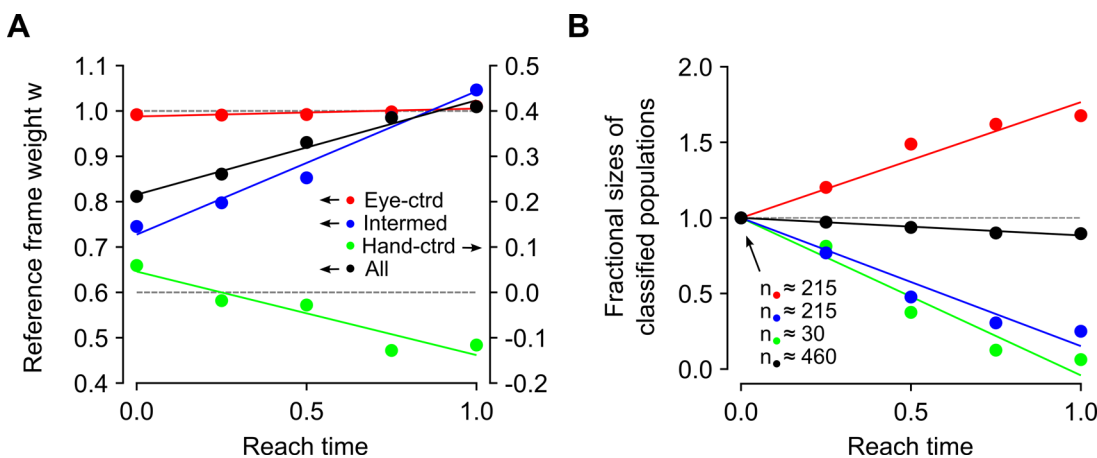 A
Reference frame weight w
1.1
1.0
0.9
0.8
0.7
0.6
0.5
0.4
0.5
0.4
0.3
0.2
0.1
0.0
-0.1
-0.2
Eye-ctrd
Intermed
Hand-ctrd
All
0.0 0.5 1.0
Reach time
B
Fractional sizes of
classified populations
2.0
1.5
1.0
0.5
0.0
n ≈ 215
n ≈ 215
n ≈ 30
n ≈ 460
0.0 0.5 1.0
Reach time